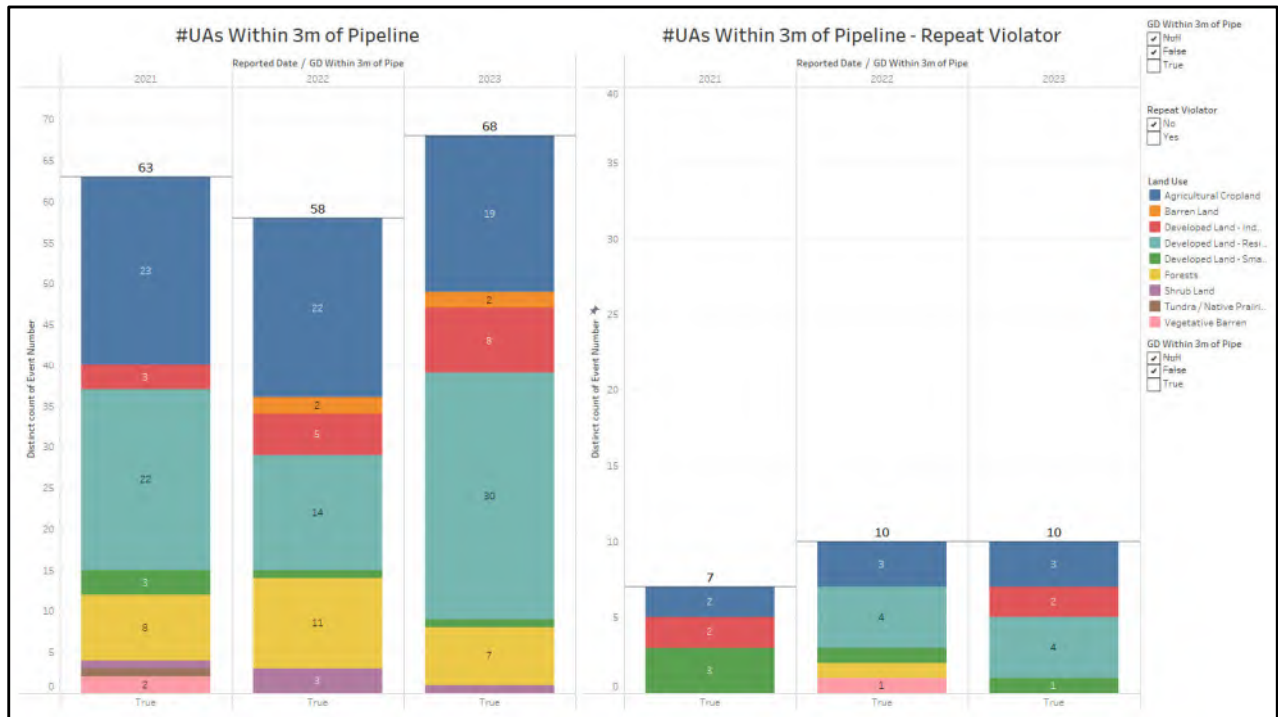 #UAs Within 3m of Pipeline
Reported Date / GD Within 3m of Pipe
2021
2022
2023
Distinct count of Event Number
70
65
60
55
50
45
40
35
30
25
20
15
10
5
0
63
23
3
22
3
8
2
58
22
2
5
14
11
3
68
19
2
8
30
7
True
True
True
#UAs Within 3m of Pipeline - Repeat Violator
Reported Date / GD Within 3m of Pipe
2021
2022
2023
Distinct count of Event Number
40
35
30
25
20
15
10
5
0
7
2
2
3
10
3
4
1
10
3
2
4
1
True
True
True
GD Within 3m of Pipe
Null
False
True
Repeat Violator
No
Yes
Land Use
Agricultural Cropland
Barren Land
Developed Land - Ind..
Developed Land - Resi..
Developed Land - Sma..
Forests
Shrub Land
Tundra / Native Prairi..
Vegetative Barren
GD Within 3m of Pipe
Null
False
True